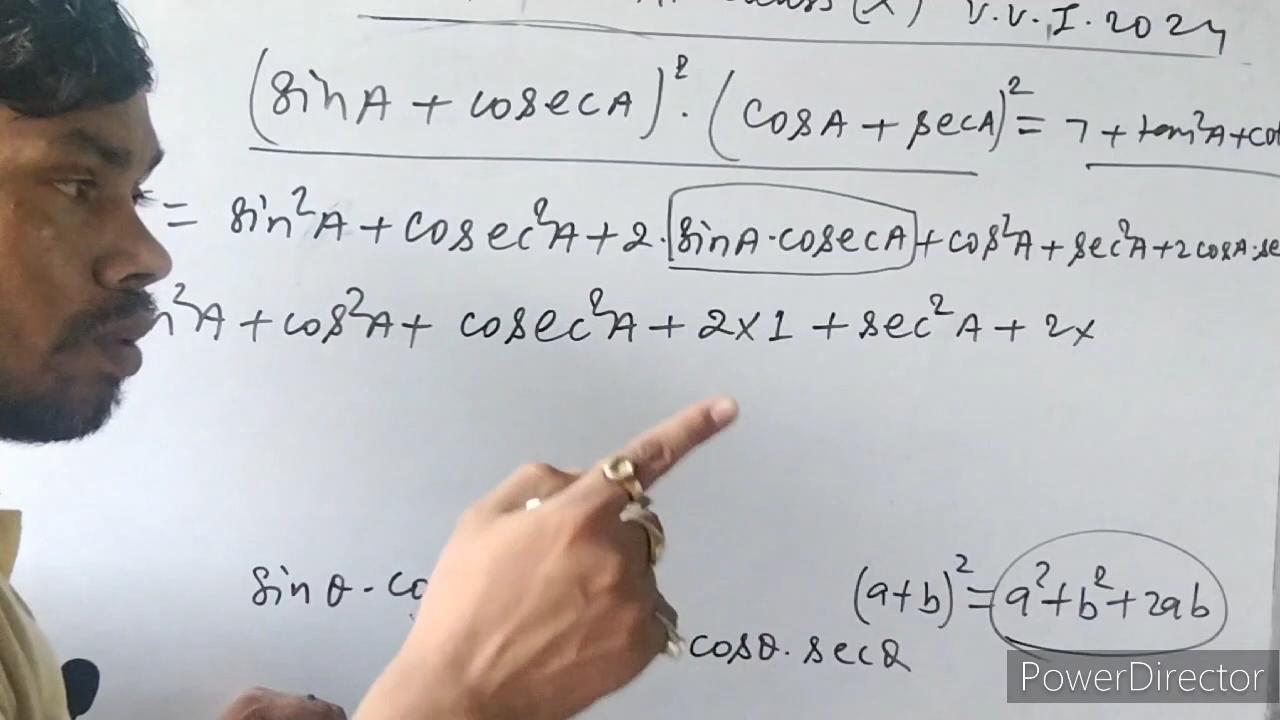 (X) V.V.I. 2024
(sinA + cosecA)². (cosA + secA)² = 7 + tan²A + cot
= sin²A + cosec²A + 2. sinA·cosecA + cos²A + sec²A + 2cosA·se
n²A + cos²A + cosec²A + 2×1 + sec²A + 2×
sinθ - co
(a+b)² = a²+b²+2ab
cosθ. secθ
PowerDirector